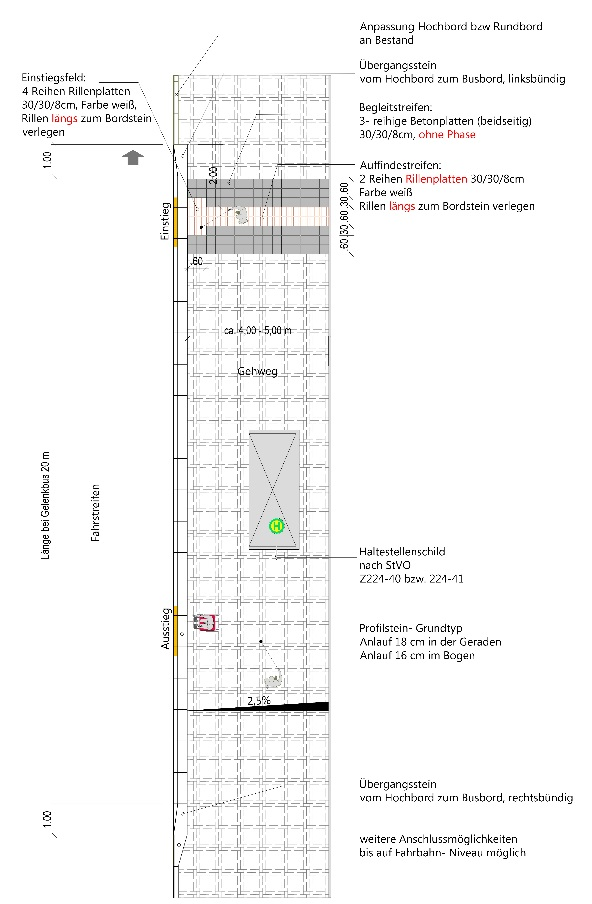 Anpassung Hochbord bzw Rundbord
an Bestand
Übergangsstein
vom Hochbord zum Busbord, linksbündig
Einstiegsfeld:
4 Reihen Rillenplatten
30/30/8cm, Farbe weiß,
Rillen längs zum Bordstein
verlegen
Begleitstreifen:
3- reihige Betonplatten (beidseitig)
30/30/8cm, ohne Phase
Auffindestreifen:
2 Reihen Rillenplatten 30/30/8cm
Farbe weiß
Rillen längs zum Bordstein verlegen
1.00
2.00
Einstieg
.60|.30|.60|.30|.60
.60
ca. 4,00 - 5,00 m
Gehweg
Länge bei Gelenkbus 20 m
Fahrstreifen
H
Haltestellenschild
nach StVO
Z224-40 bzw. 224-41
Ausstieg
Profilstein- Grundtyp
Anlauf 18 cm in der Geraden
Anlauf 16 cm im Bogen
2,5%
Übergangsstein
vom Hochbord zum Busbord, rechtsbündig
1.00
weitere Anschlussmöglichkeiten
bis auf Fahrbahn- Niveau möglich